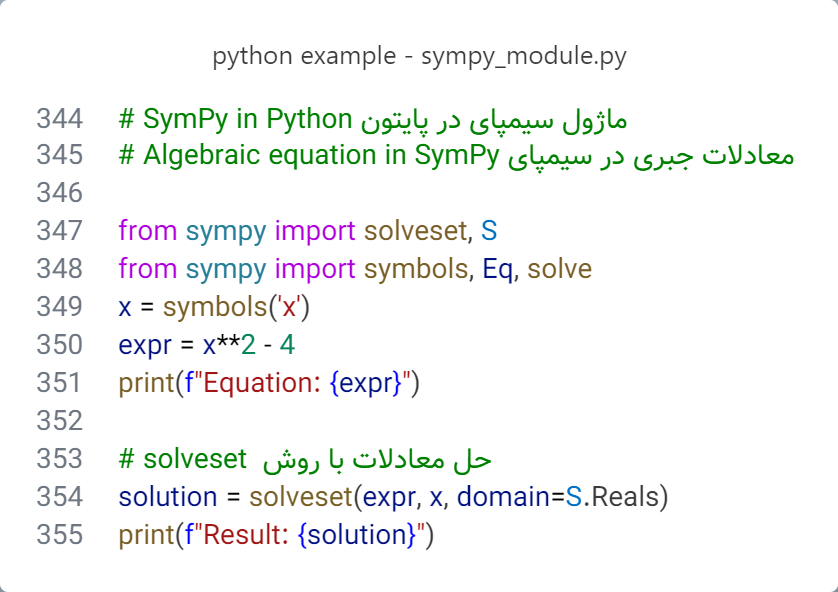 python example - sympy_module.py
344 # SymPy in Python ماژول سیمپای در پایتون
345 # Algebraic equation in SymPy معادلات جبری در سیمپای
346
347 from sympy import solveset, S
348 from sympy import symbols, Eq, solve
349 x = symbols('x')
350 expr = x**2 - 4
351 print(f"Equation: {expr}")
352
353 # solveset حل معادلات با روش
354 solution = solveset(expr, x, domain=S.Reals)
355 print(f"Result: {solution}")